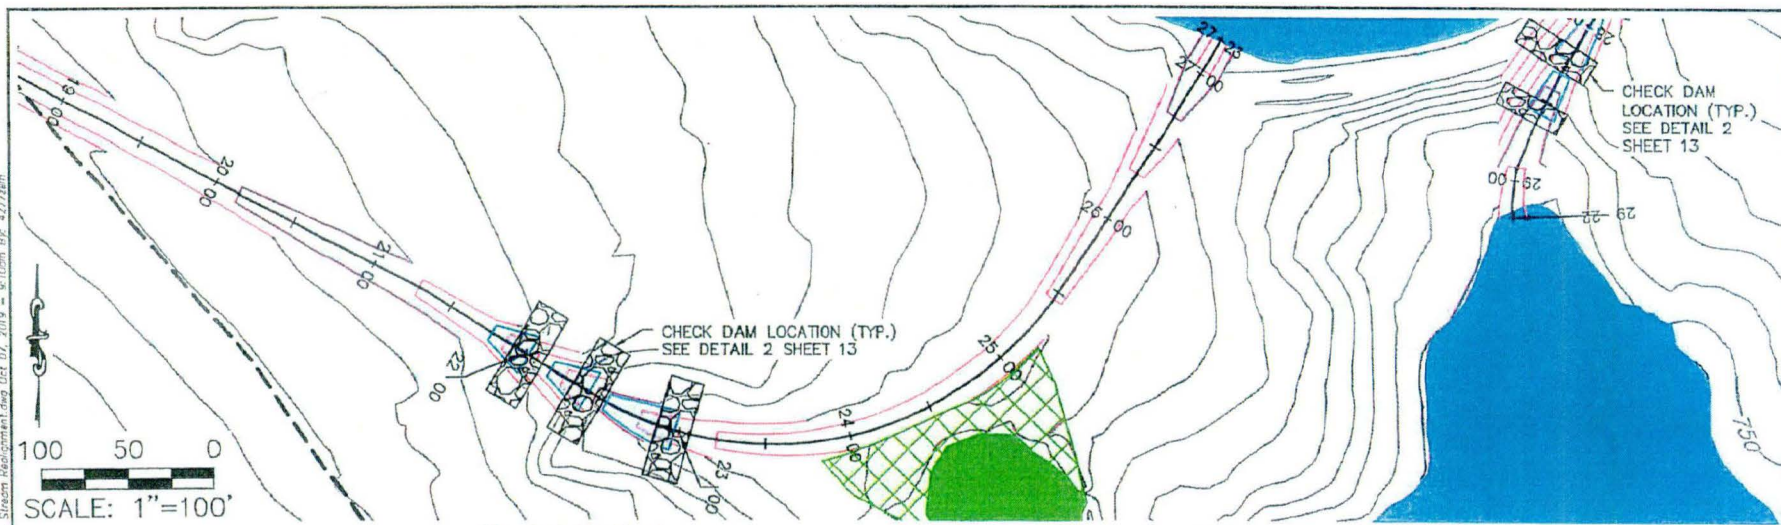 19+00
20+00
21+00
22+00
23+00
24+00
25+00
26+00
27+00
27+23
CHECK DAM LOCATION (TYP.)
SEE DETAIL 2 SHEET 13
CHECK DAM
LOCATION (TYP.)
SEE DETAIL 2
SHEET 13
29+00
29+22
750
100 50 0
SCALE: 1"=100'